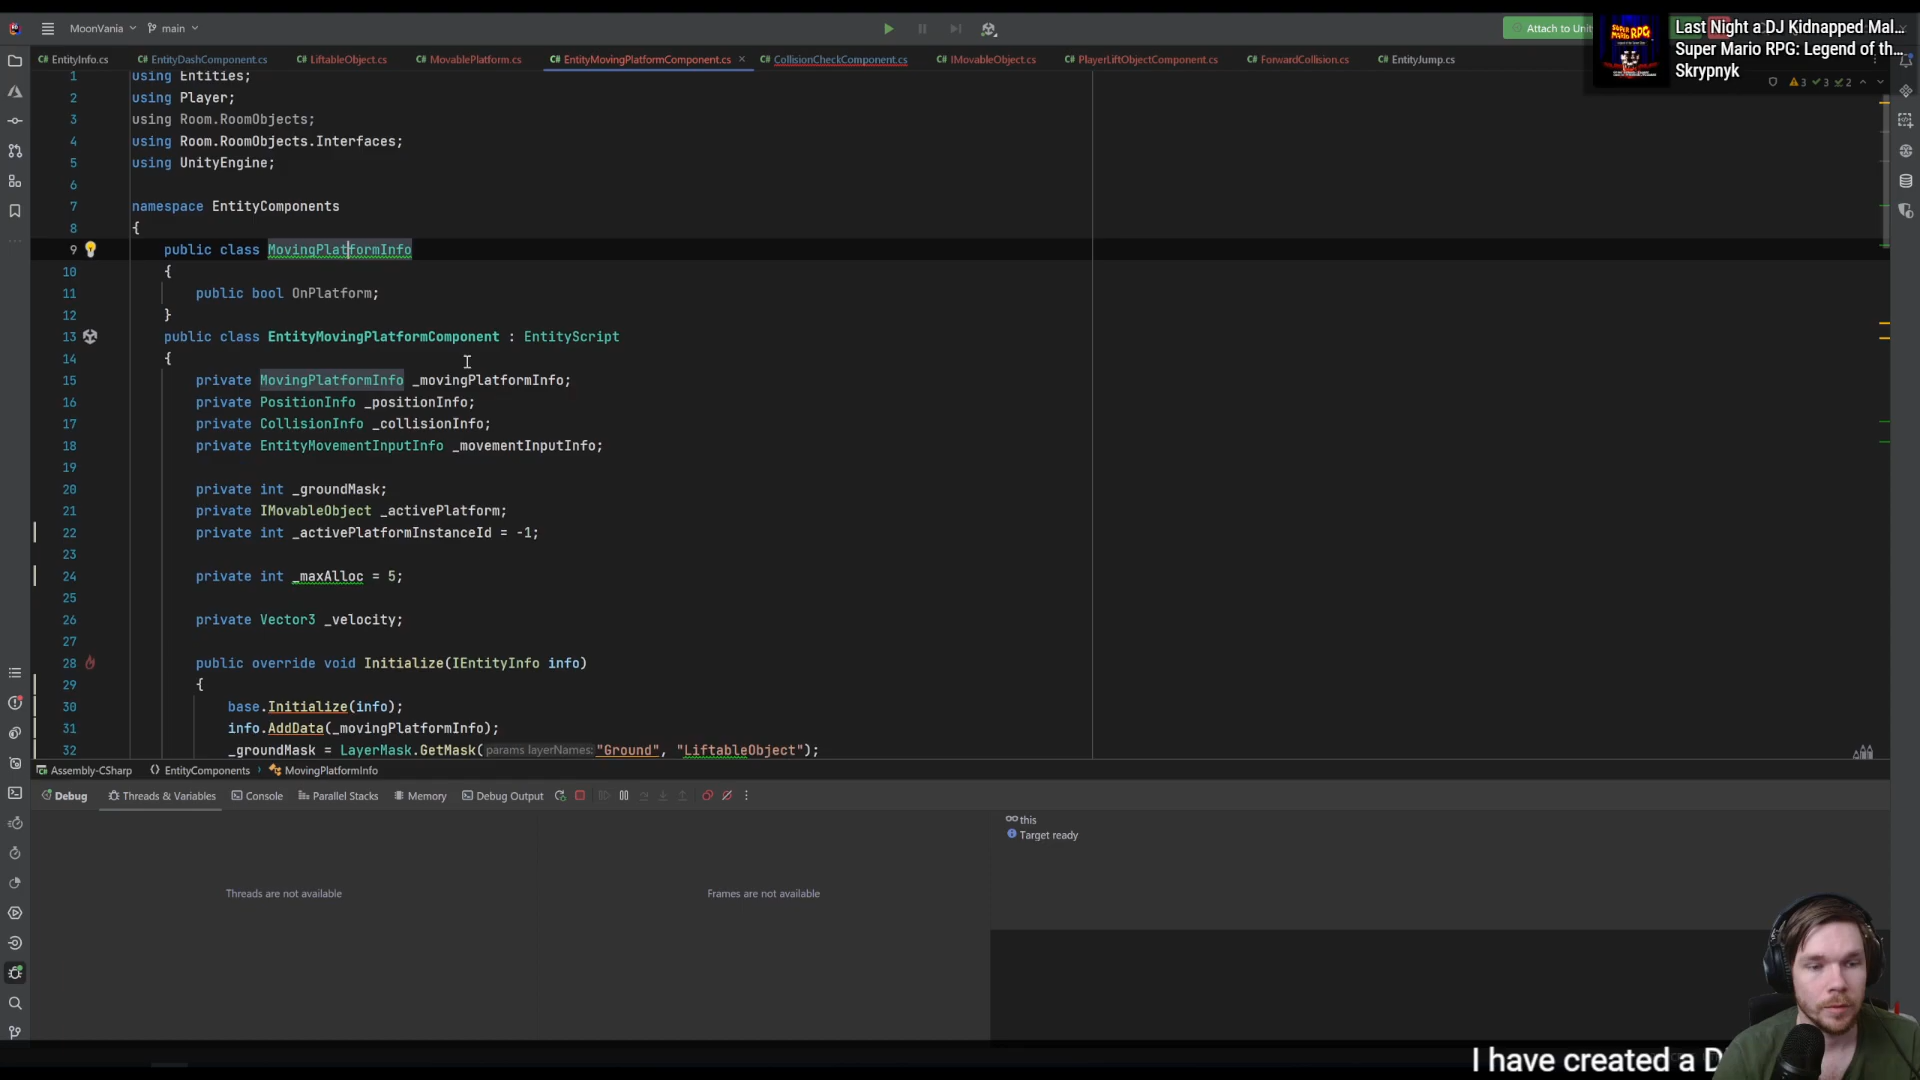 MoonVania
main
Attach to Unit
Last Night a DJ Kidnapped Mal...
Super Mario RPG: Legend of th...
Skrypnyk
EntityInfo.cs
EntityDashComponent.cs
LiftableObject.cs
MovablePlatform.cs
EntityMovingPlatformComponent.cs
CollisionCheckComponent.cs
IMovableObject.cs
PlayerLiftObjectComponent.cs
ForwardCollision.cs
EntityJump.cs
3 3 2
1 using Entities;
2 using Player;
3 using Room.RoomObjects;
4 using Room.RoomObjects.Interfaces;
5 using UnityEngine;
6
7 namespace EntityComponents
8 {
9 public class MovingPlatformInfo
10 {
11 public bool OnPlatform;
12 }
13 public class EntityMovingPlatformComponent : EntityScript
14 {
15 private MovingPlatformInfo _movingPlatformInfo;
16 private PositionInfo _positionInfo;
17 private CollisionInfo _collisionInfo;
18 private EntityMovementInputInfo _movementInputInfo;
19
20 private int _groundMask;
21 private IMovableObject _activePlatform;
22 private int _activePlatformInstanceId = -1;
23
24 private int _maxAlloc = 5;
25
26 private Vector3 _velocity;
27
28 public override void Initialize(IEntityInfo info)
29 {
30 base.Initialize(info);
31 info.AddData(_movingPlatformInfo);
32 _groundMask = LayerMask.GetMask(params layerNames: "Ground", "LiftableObject");
Assembly-CSharp
EntityComponents
MovingPlatformInfo
Debug
Threads & Variables
Console
Parallel Stacks
Memory
Debug Output
this
Target ready
Threads are not available
Frames are not available
I have created a D